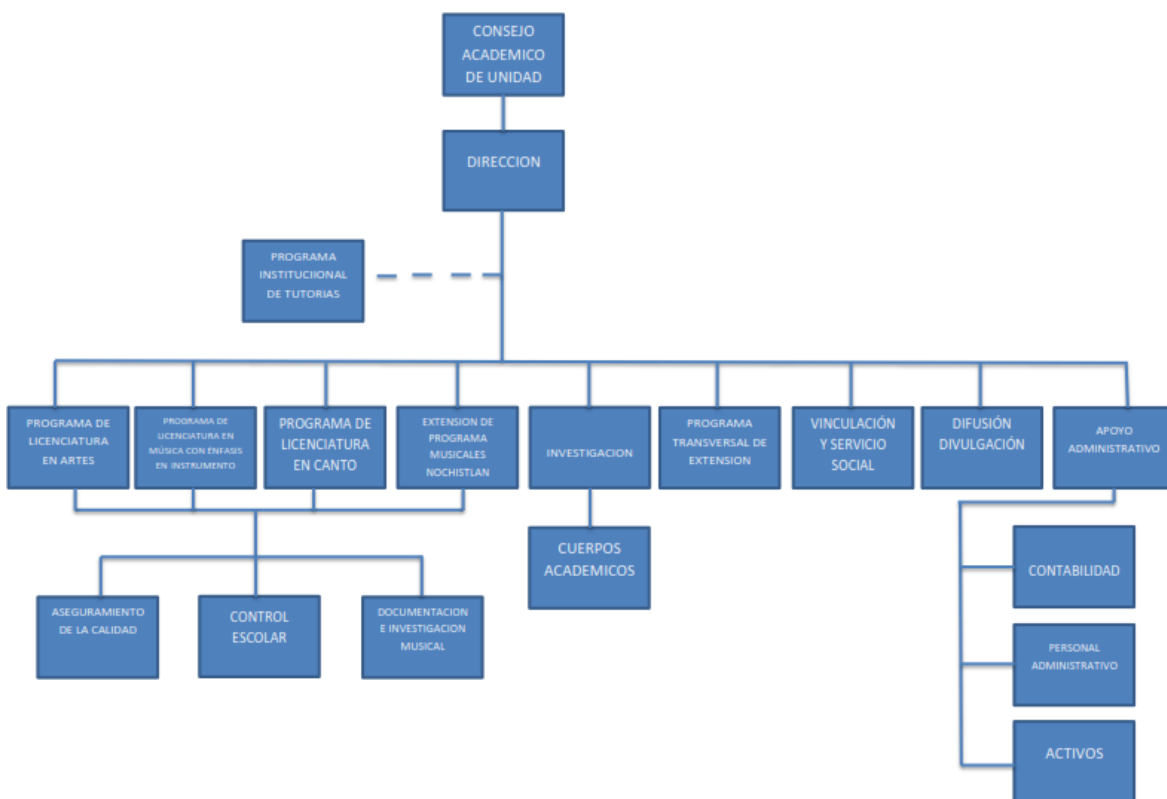 CONSEJO
ACADEMICO
DE UNIDAD
DIRECCION
PROGRAMA
INSTITUCIIONAL
DE TUTORIAS
PROGRAMA DE
LICENCIATURA
EN ARTES
PROGRAMA DE
LICENCIATURA EN
MÚSICA CON ÉNFASIS
EN INSTRUMENTO
PROGRAMA DE
LICENCIATURA
EN CANTO
EXTENSION DE
PROGRAMA
MUSICALES
NOCHISTLAN
INVESTIGACION
PROGRAMA
TRANSVERSAL DE
EXTENSION
VINCULACIÓN
Y SERVICIO
SOCIAL
DIFUSIÓN
DIVULGACIÓN
APOYO
ADMINISTRATIVO
ASEGURAMIENTO
DE LA CALIDAD
CONTROL
ESCOLAR
DOCUMENTACION
E INVESTIGACION
MUSICAL
CUERPOS
ACADEMICOS
CONTABILIDAD
PERSONAL
ADMINISTRATIVO
ACTIVOS